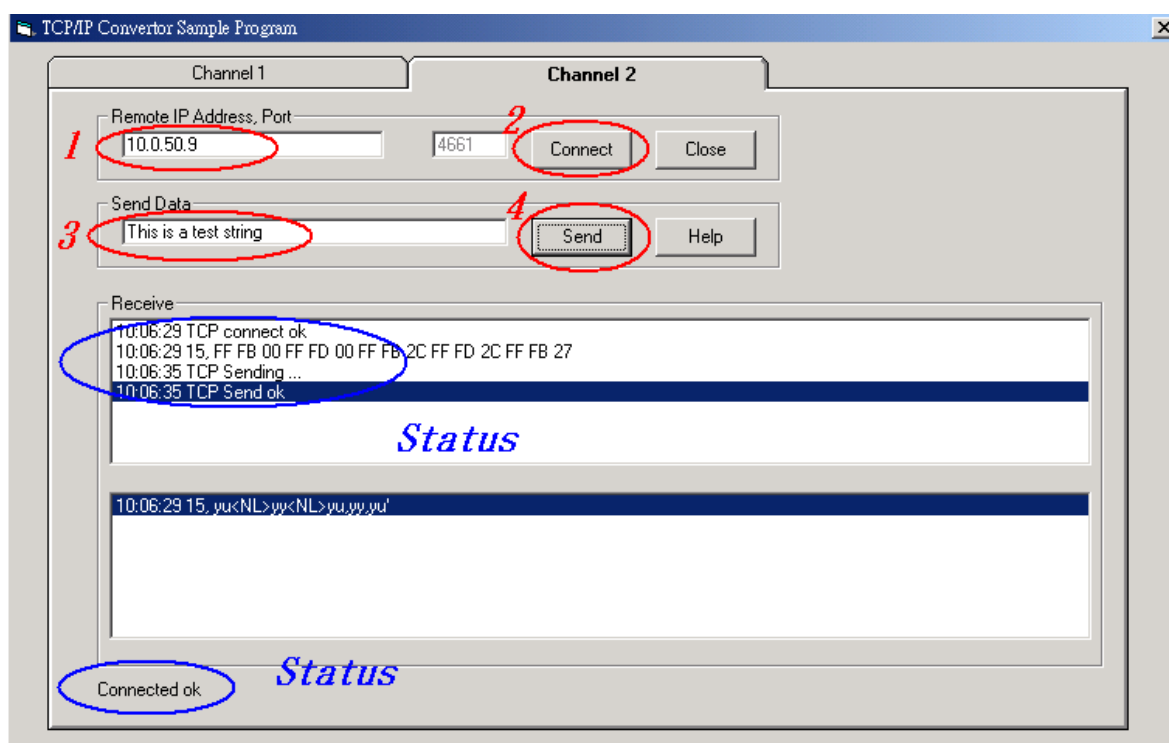 TCP/IP Convertor Sample Program
Channel 1
Channel 2
Remote IP Address, Port
1
10.0.50.9
4661
2
Connect
Close
Send Data
3
This is a test string
4
Send
Help
Receive
10:06:29 TCP connect ok
10:06:29 15, FF FB 00 FF FD 00 FF FB 2C FF FD 2C FF FB 27
10:06:35 TCP Sending ...
10:06:35 TCP Send ok
Status
10:06:29 15, yu<NL>yy<NL>yu,yy,yu'
Status
Connected ok